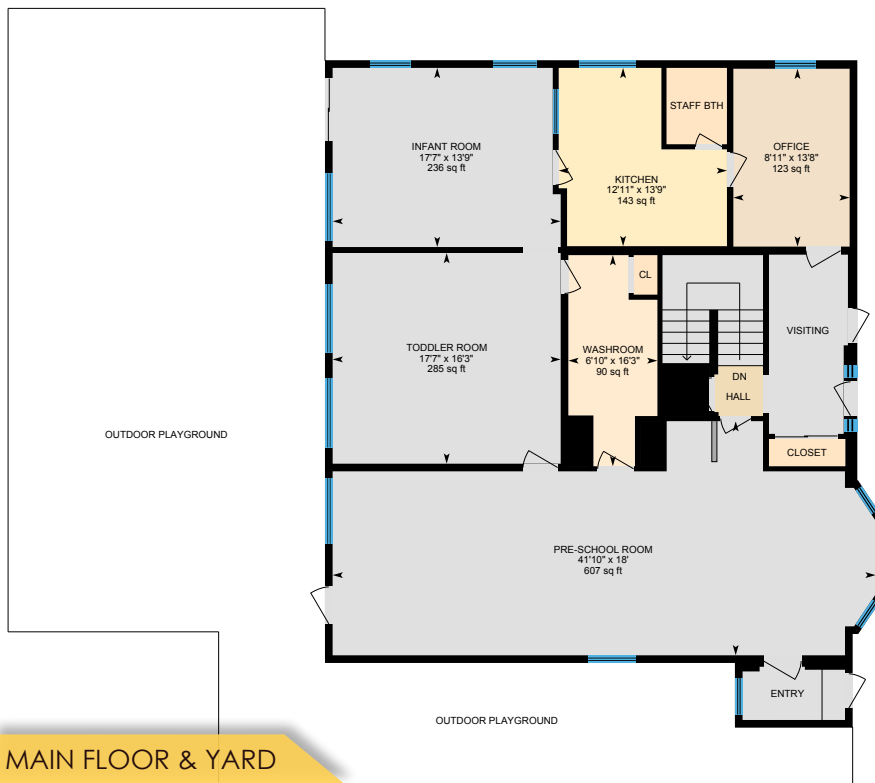 INFANT ROOM
17'7" x 13'9"
236 sq ft
KITCHEN
12'11" x 13'9"
143 sq ft
STAFF BTH
OFFICE
8'11" x 13'8"
123 sq ft
TODDLER ROOM
17'7" x 16'3"
285 sq ft
WASHROOM
6'10" x 16'3"
90 sq ft
CL
DN
HALL
VISITING
CLOSET
OUTDOOR PLAYGROUND
PRE-SCHOOL ROOM
41'10" x 18'
607 sq ft
ENTRY
OUTDOOR PLAYGROUND
MAIN FLOOR & YARD